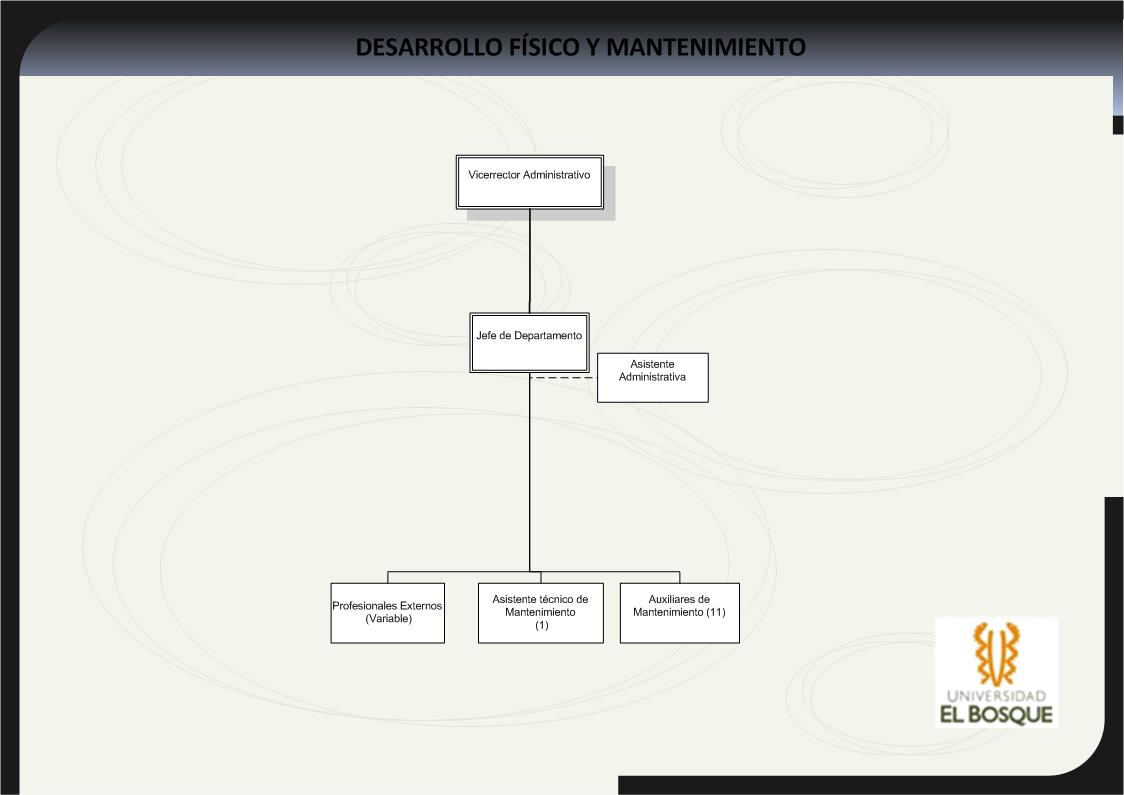 DESARROLLO FÍSICO Y MANTENIMIENTO
Vicerrector Administrativo
Jefe de Departamento
Asistente
Administrativa
Profesionales Externos
(Variable)
Asistente técnico de
Mantenimiento
(1)
Auxiliares de
Mantenimiento (11)
UNIVERSIDAD
EL BOSQUE